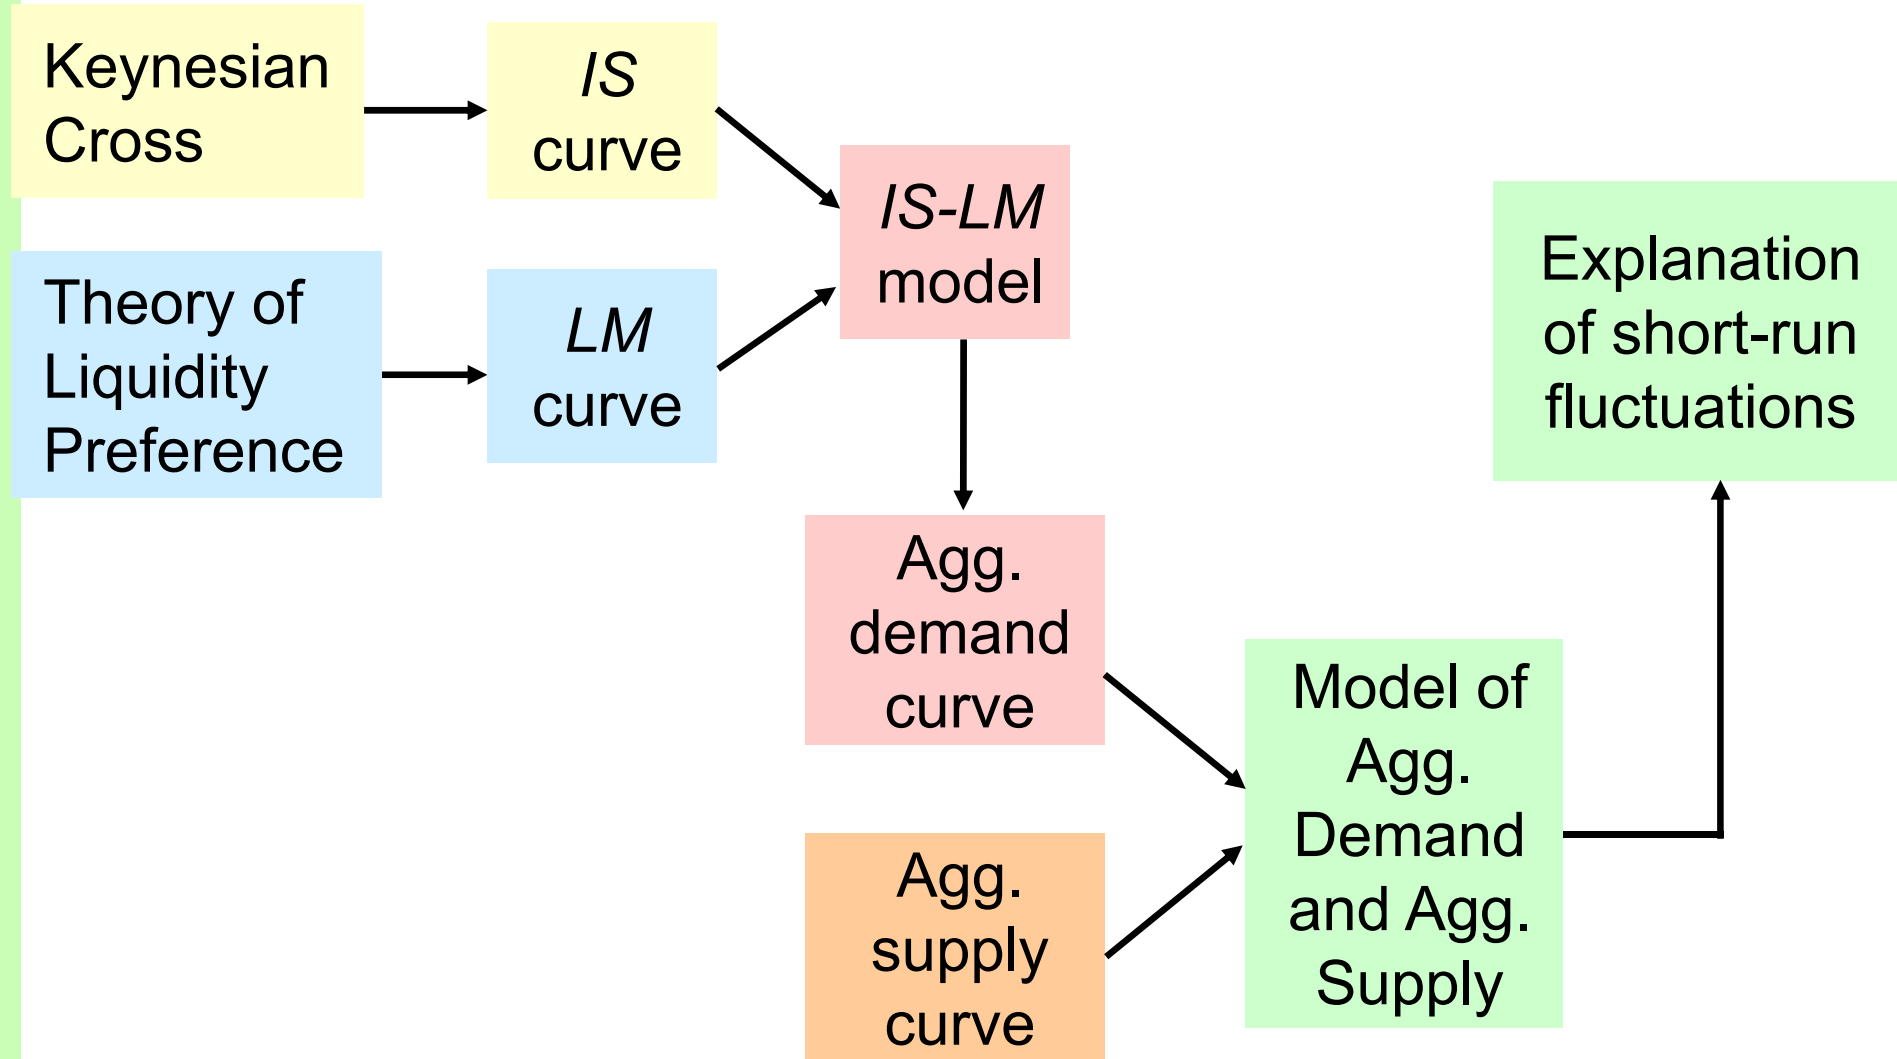 Keynesian
Cross
IS
curve
Theory of
Liquidity
Preference
LM
curve
IS-LM
model
Agg.
demand
curve
Agg.
supply
curve
Model of
Agg.
Demand
and Agg.
Supply
Explanation
of short-run
fluctuations